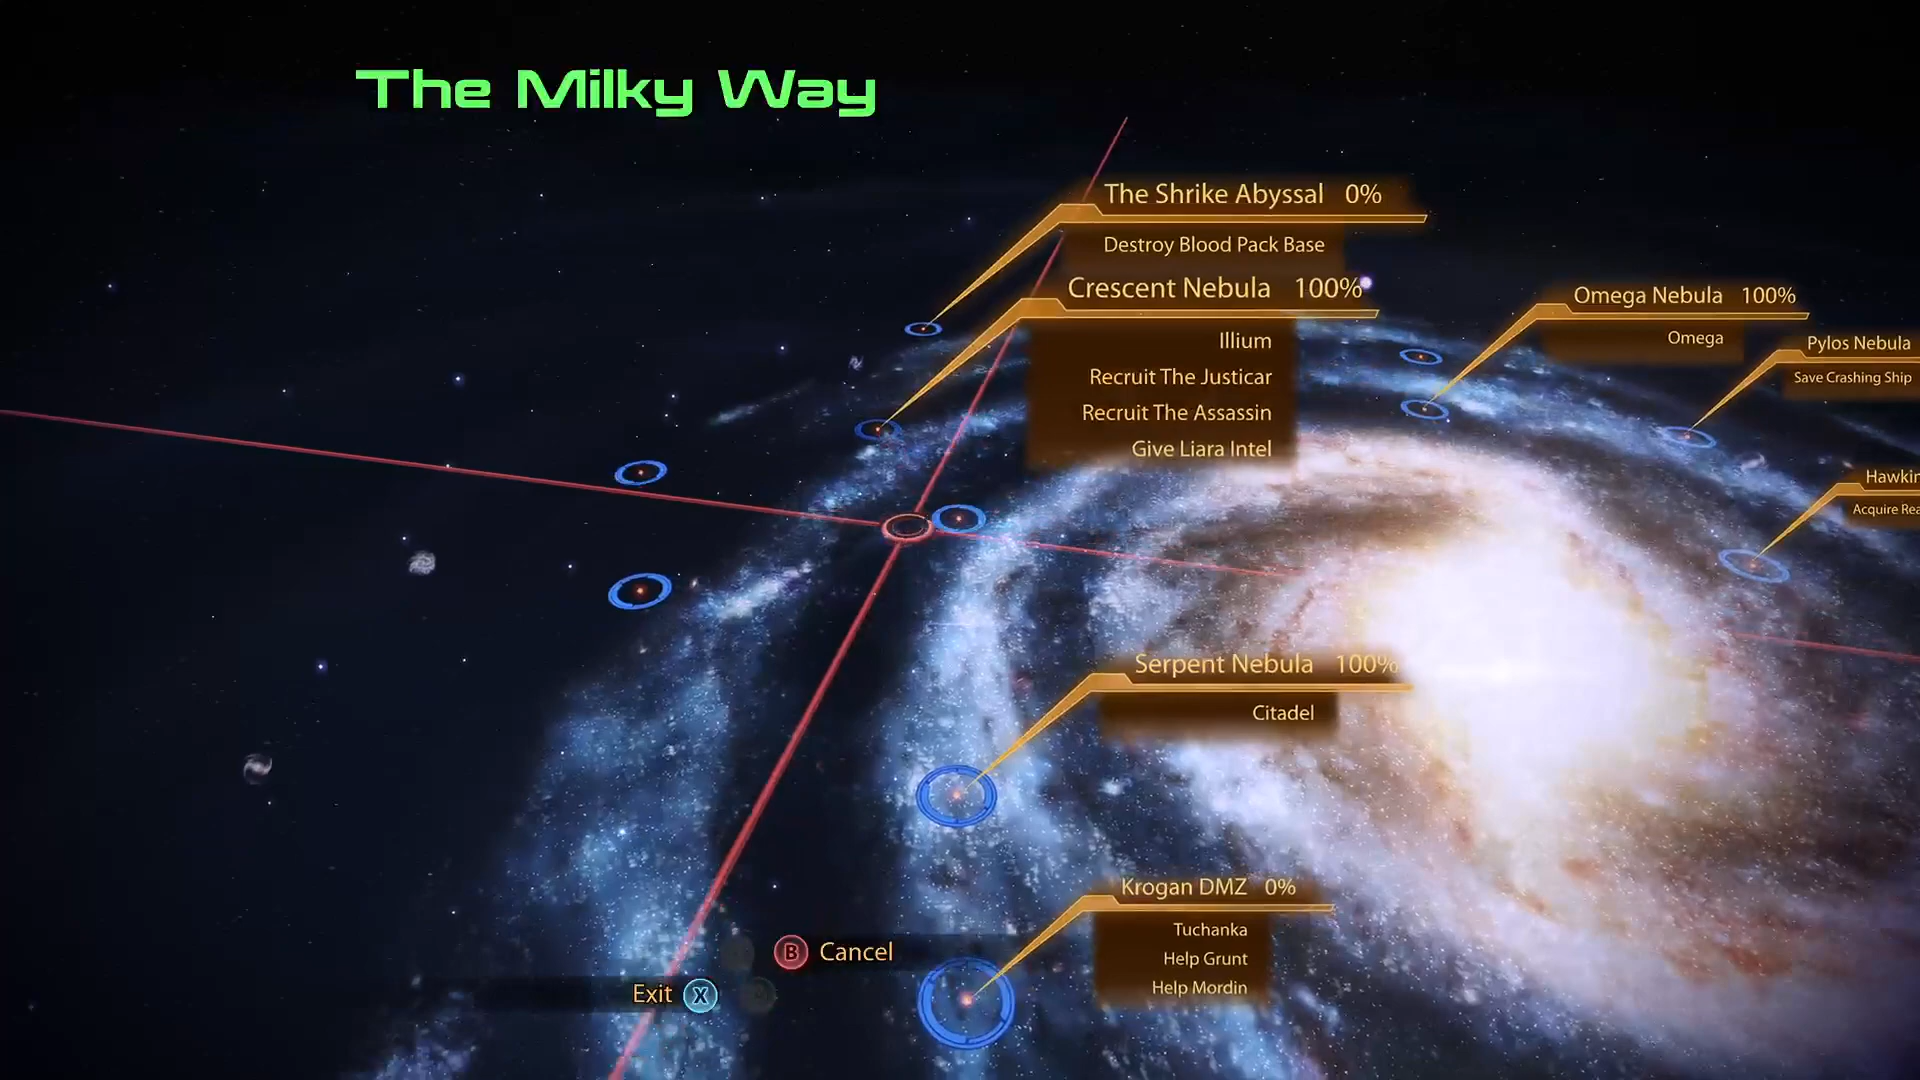 The Milky Way
The Shrike Abyssal 0%
Destroy Blood Pack Base
Crescent Nebula 100%
Illium
Recruit The Justicar
Recruit The Assassin
Give Liara Intel
Omega Nebula 100%
Omega
Pylos Nebula
Save Crashing Ship
Acquire
Serpent Nebula 100%
Citadel
Krogan DMZ 0%
Tuchanka
Help Grunt
Help Mordin
B Cancel
Exit X